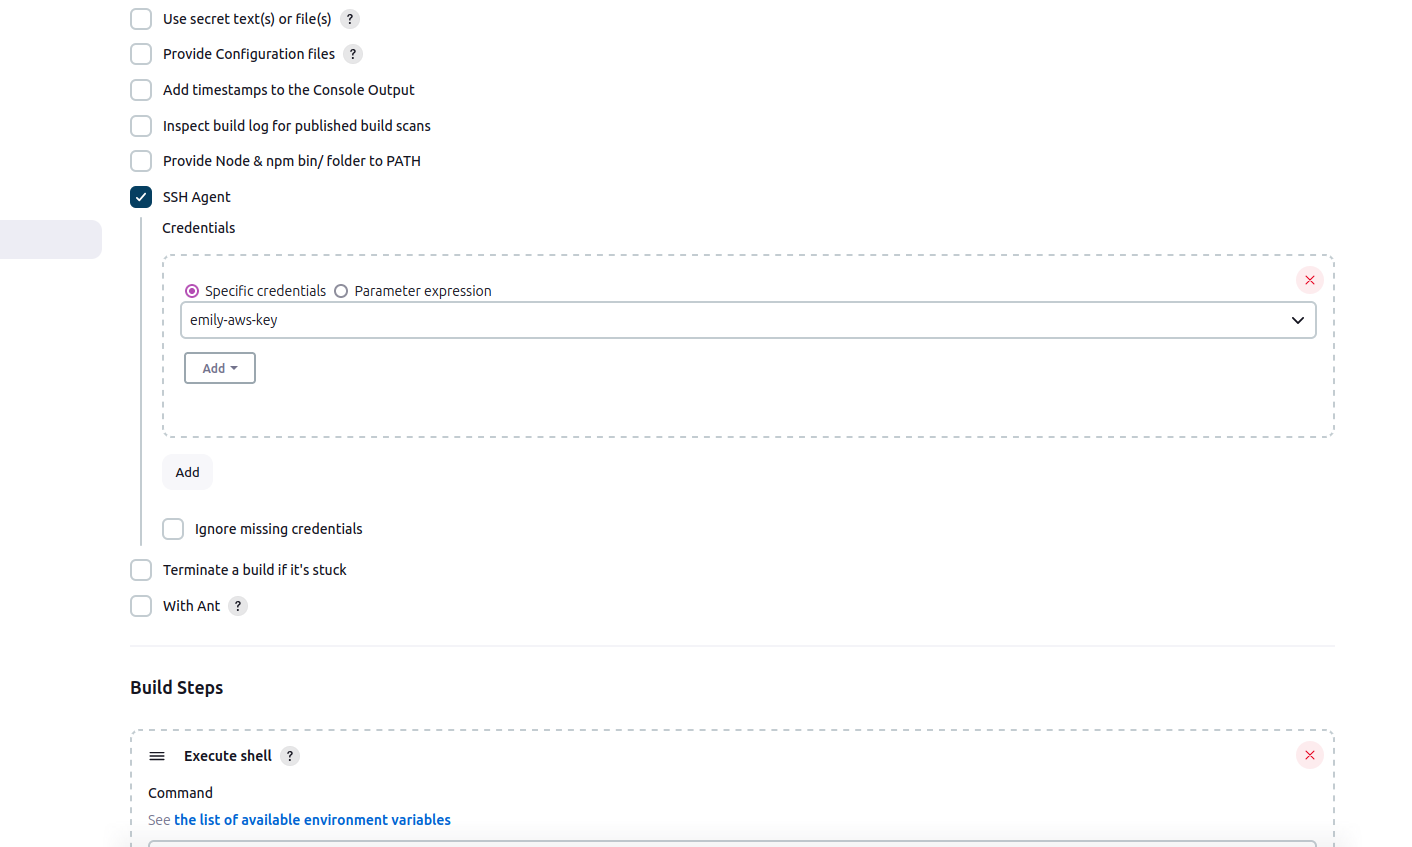 Use secret text(s) or file(s) ?
Provide Configuration files ?
Add timestamps to the Console Output
Inspect build log for published build scans
Provide Node & npm bin/ folder to PATH
SSH Agent
Credentials
Specific credentials Parameter expression
emily-aws-key
Add
Add
Ignore missing credentials
Terminate a build if it's stuck
With Ant ?
Build Steps
Execute shell ?
Command
See the list of available environment variables